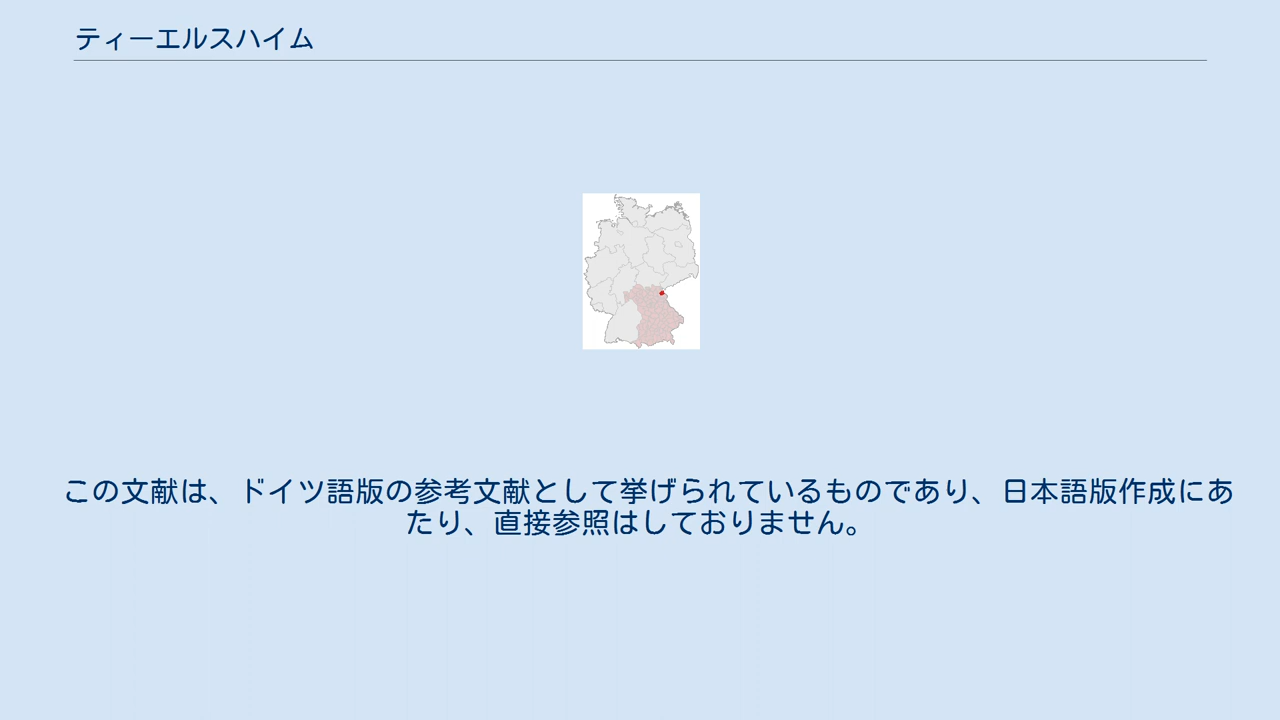 ティーエルスハイム
この文献は、ドイツ語版の参考文献として挙げられているものであり、日本語版作成にあ
たり、直接参照はしておりません。